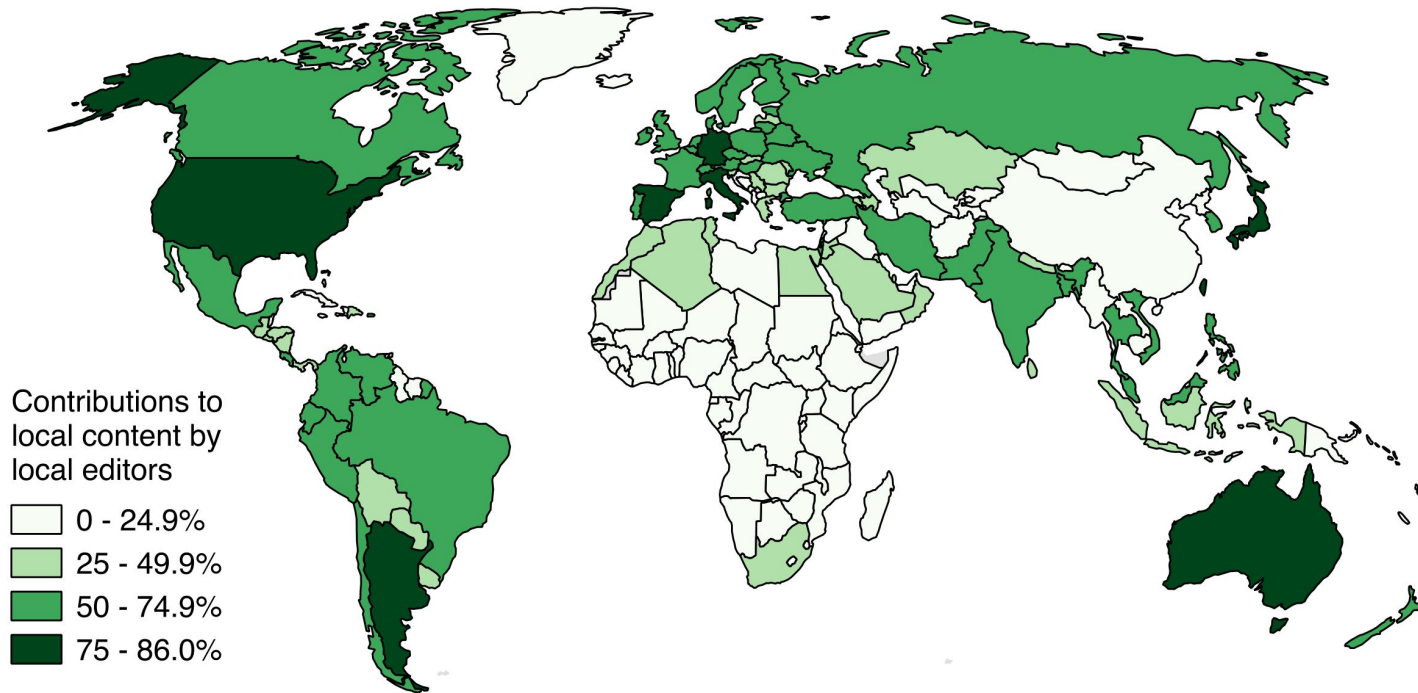 Contributions to
local content by
local editors
0 - 24.9%
25 - 49.9%
50 - 74.9%
75 - 86.0%